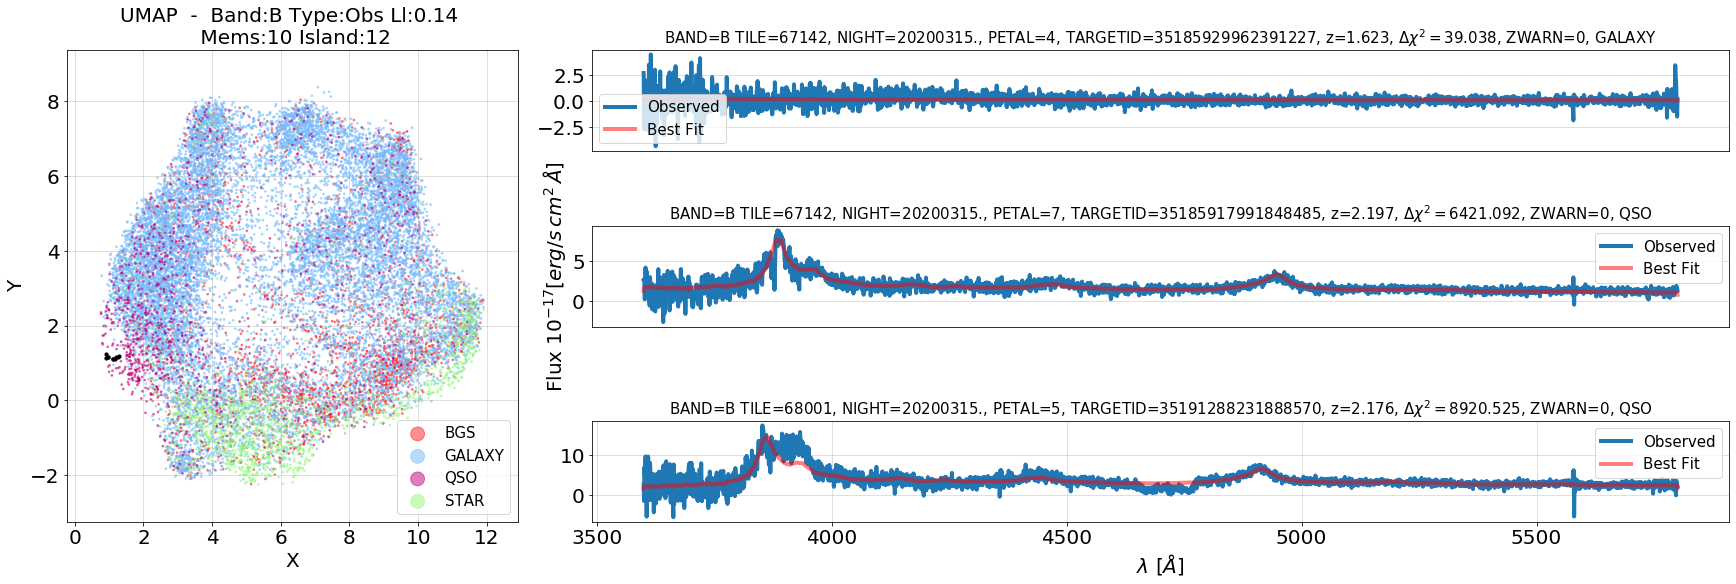 UMAP - Band:B Type:Obs Ll:0.14
Mems:10 Island:12
Y
8
6
4
2
0
−2
0 2 4 6 8 10 12
X
BGS
GALAXY
QSO
STAR
Flux 10^{-17}[erg/s cm^2 Å]
BAND=B TILE=67142, NIGHT=20200315., PETAL=4, TARGETID=35185929962391227, z=1.623, Δχ² = 39.038, ZWARN=0, GALAXY
2.5
0.0
−2.5
Observed
Best Fit
BAND=B TILE=67142, NIGHT=20200315., PETAL=7, TARGETID=35185917991848485, z=2.197, Δχ² = 6421.092, ZWARN=0, QSO
5
0
Observed
Best Fit
BAND=B TILE=68001, NIGHT=20200315., PETAL=5, TARGETID=35191288231888570, z=2.176, Δχ² = 8920.525, ZWARN=0, QSO
10
0
Observed
Best Fit
3500 4000 4500 5000 5500
λ [Å]